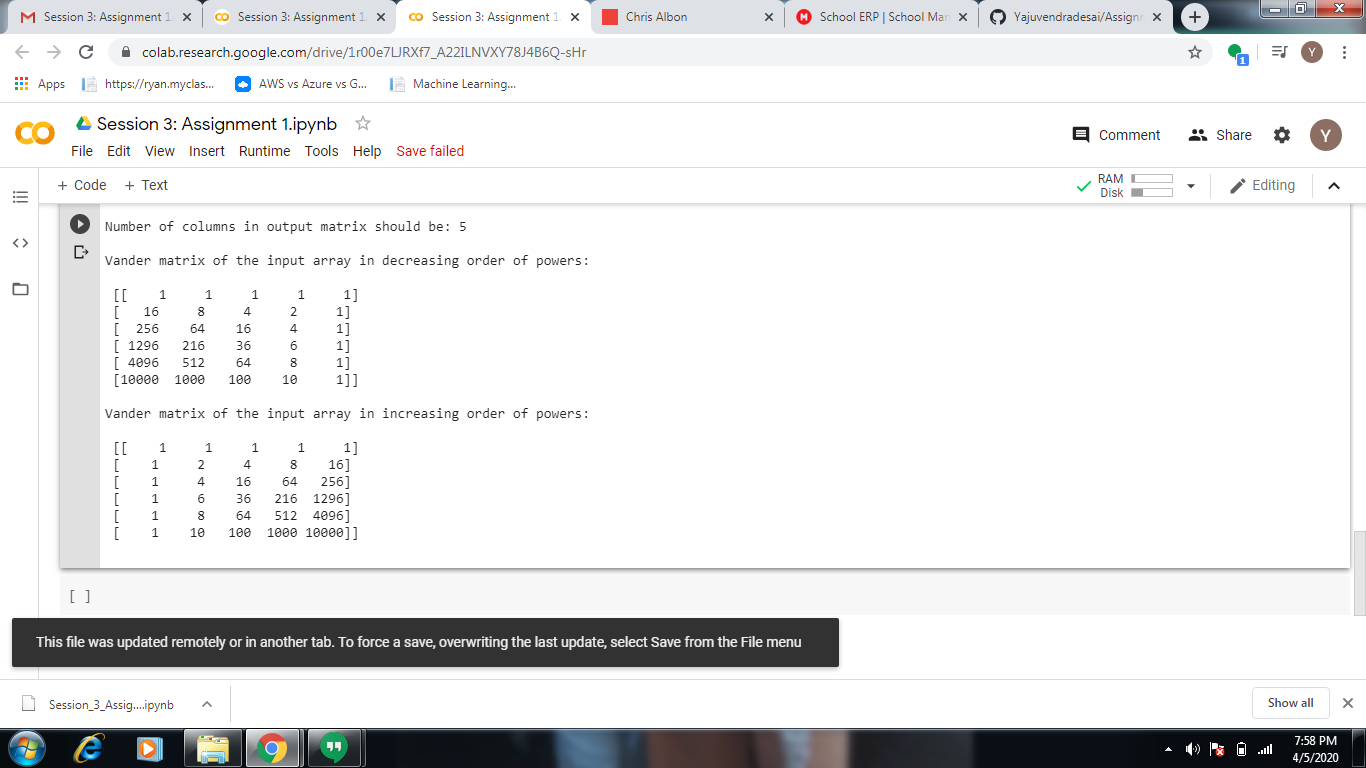 Session 3: Assignment 1.
Session 3: Assignment 1.
Session 3: Assignment 1.
Chris Albon
School ERP | School Man
Yajuvendradesai/Assignm
colab.research.google.com/drive/1r00e7LJRXf7_A22ILNVXY78J4B6Q-sHr
1
Y
Apps
https://ryan.myclas...
AWS vs Azure vs G...
Machine Learning...
Session 3: Assignment 1.ipynb
Comment
Share
Y
File Edit View Insert Runtime Tools Help Save failed
+ Code + Text
RAM
Disk
Editing
Number of columns in output matrix should be: 5
Vander matrix of the input array in decreasing order of powers:
[[    1     1     1     1     1]
[   16     8     4     2     1]
[  256    64    16     4     1]
[ 1296   216    36     6     1]
[ 4096   512    64     8     1]
[10000  1000   100    10     1]]
Vander matrix of the input array in increasing order of powers:
[[    1     1     1     1     1]
[    1     2     4     8    16]
[    1     4    16    64   256]
[    1     6    36   216  1296]
[    1     8    64   512  4096]
[    1    10   100  1000 10000]]
[ ]
This file was updated remotely or in another tab. To force a save, overwriting the last update, select Save from the File menu
Session_3_Assig....ipynb
Show all
7:58 PM
4/5/2020